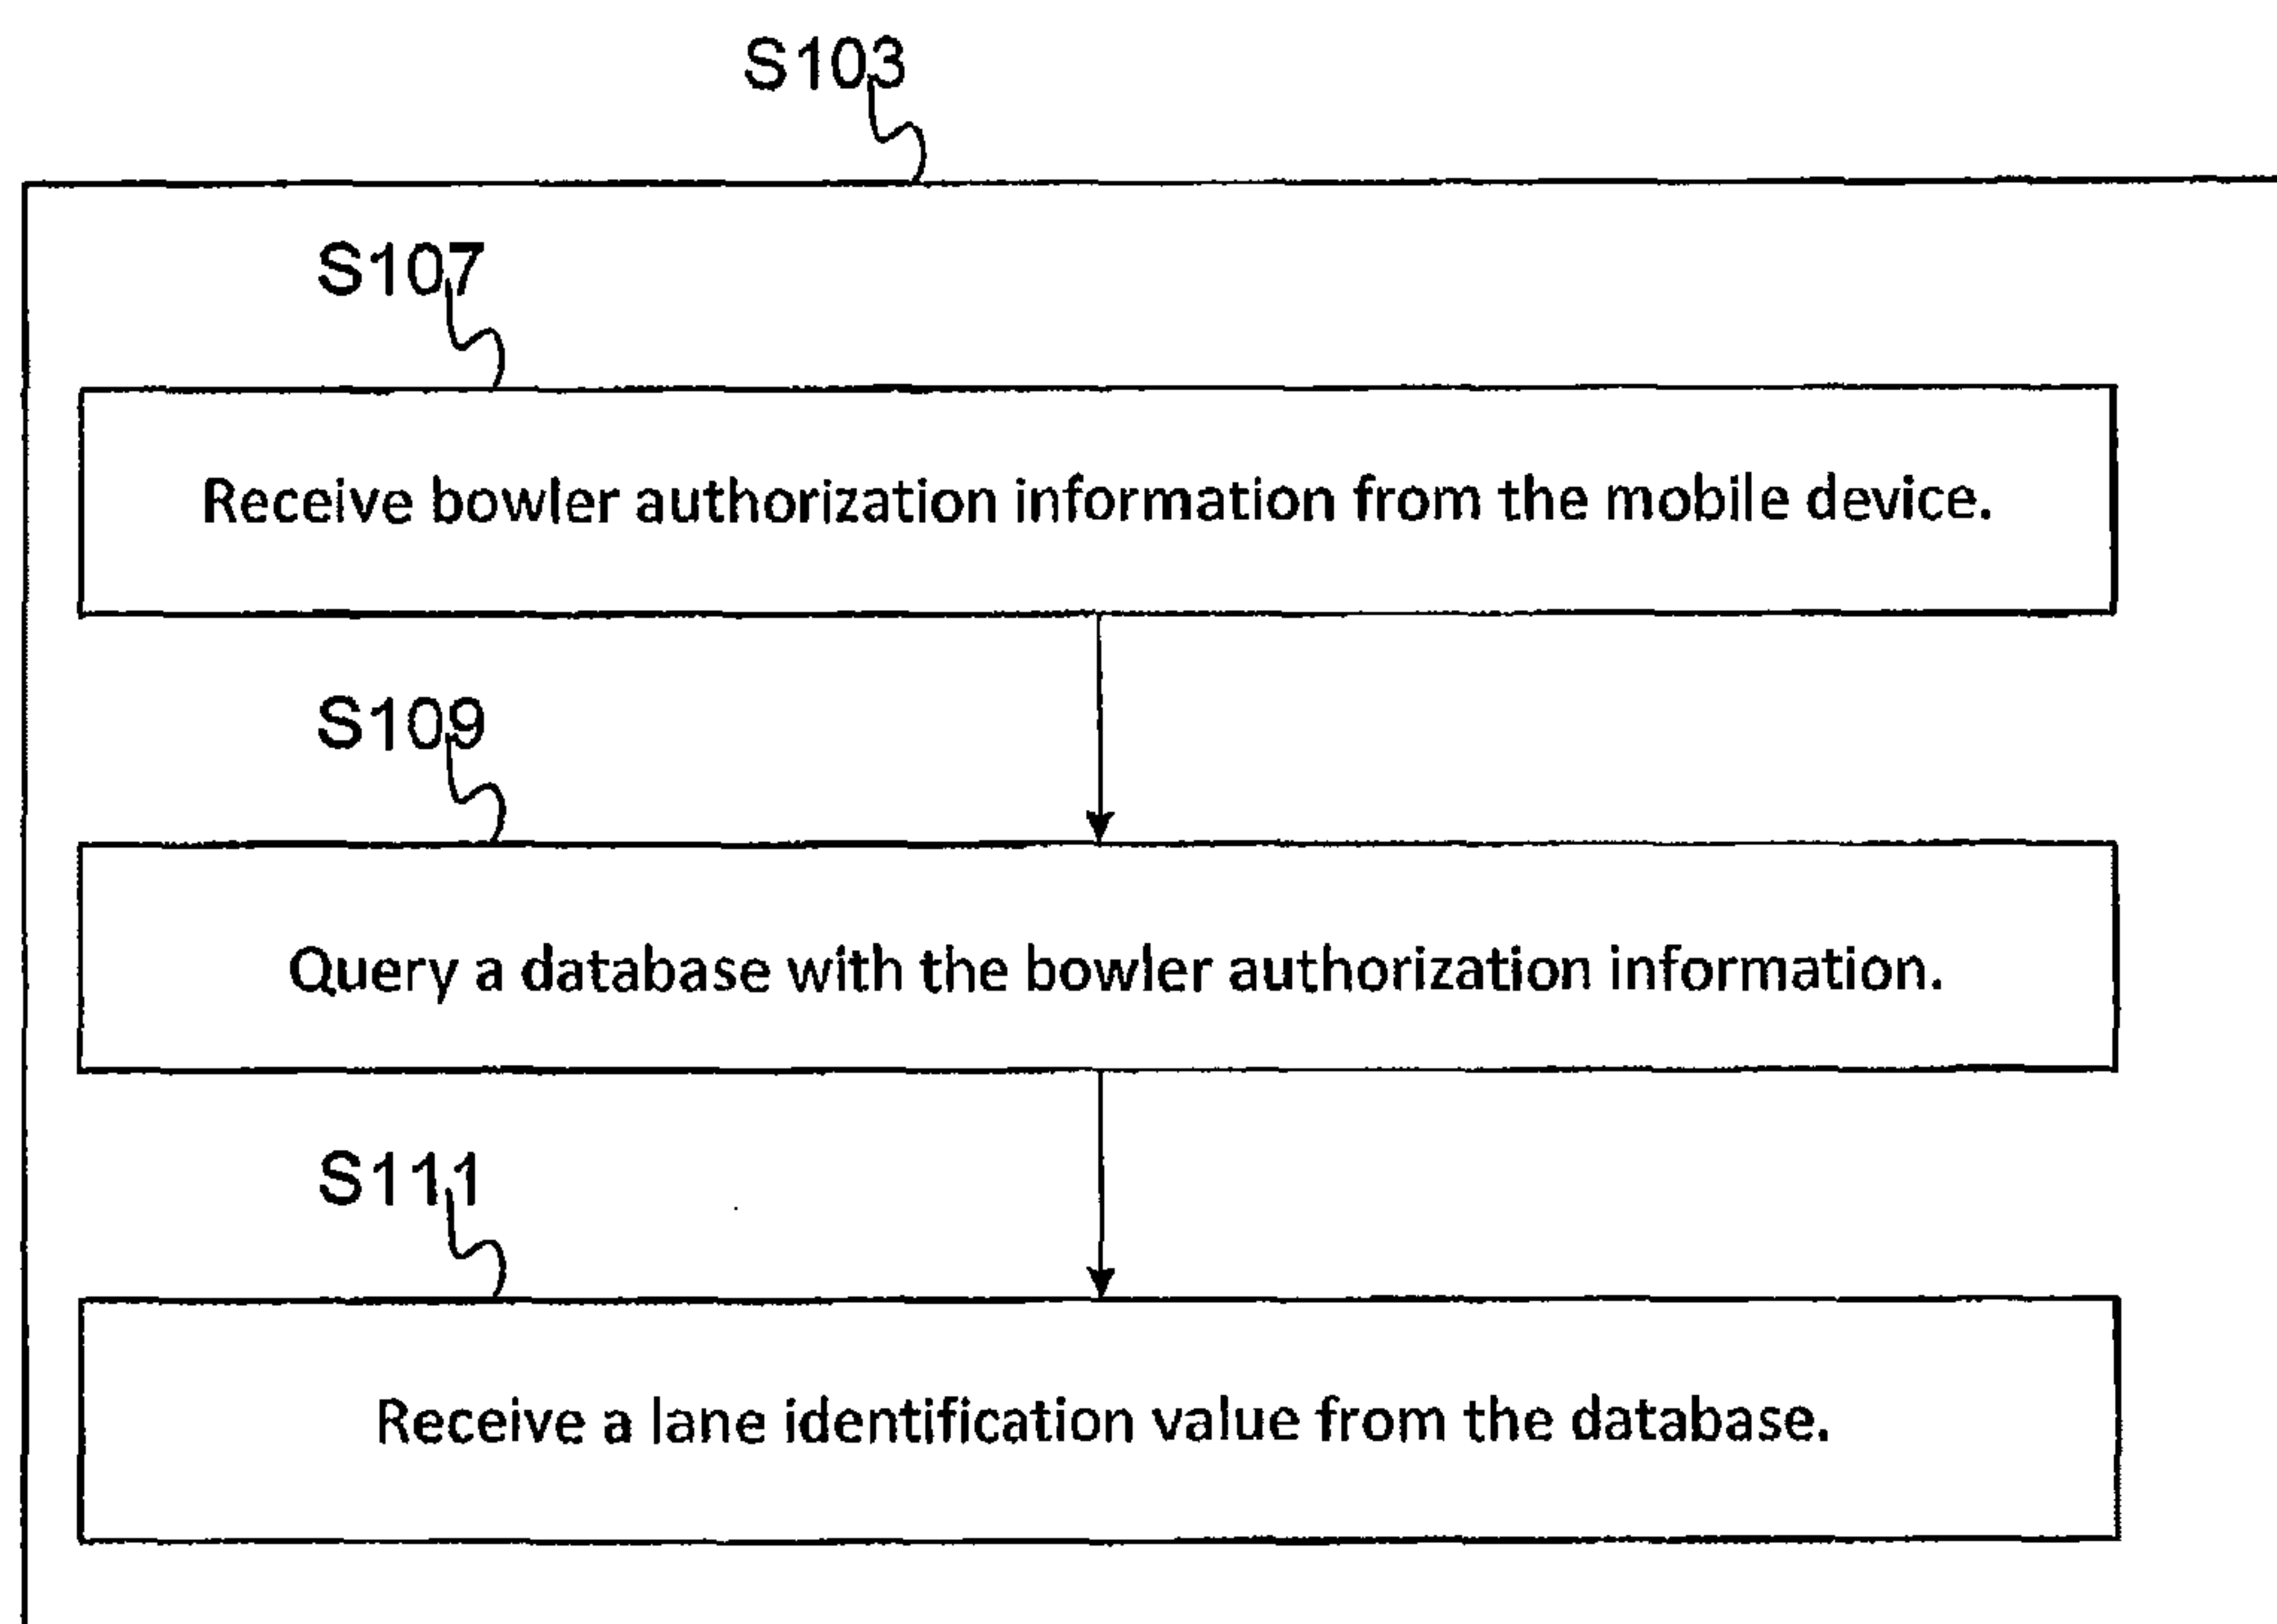 S103
S107
Receive bowler authorization information from the mobile device.
S109
Query a database with the bowler authorization information.
S111
Receive a lane identification value from the database.